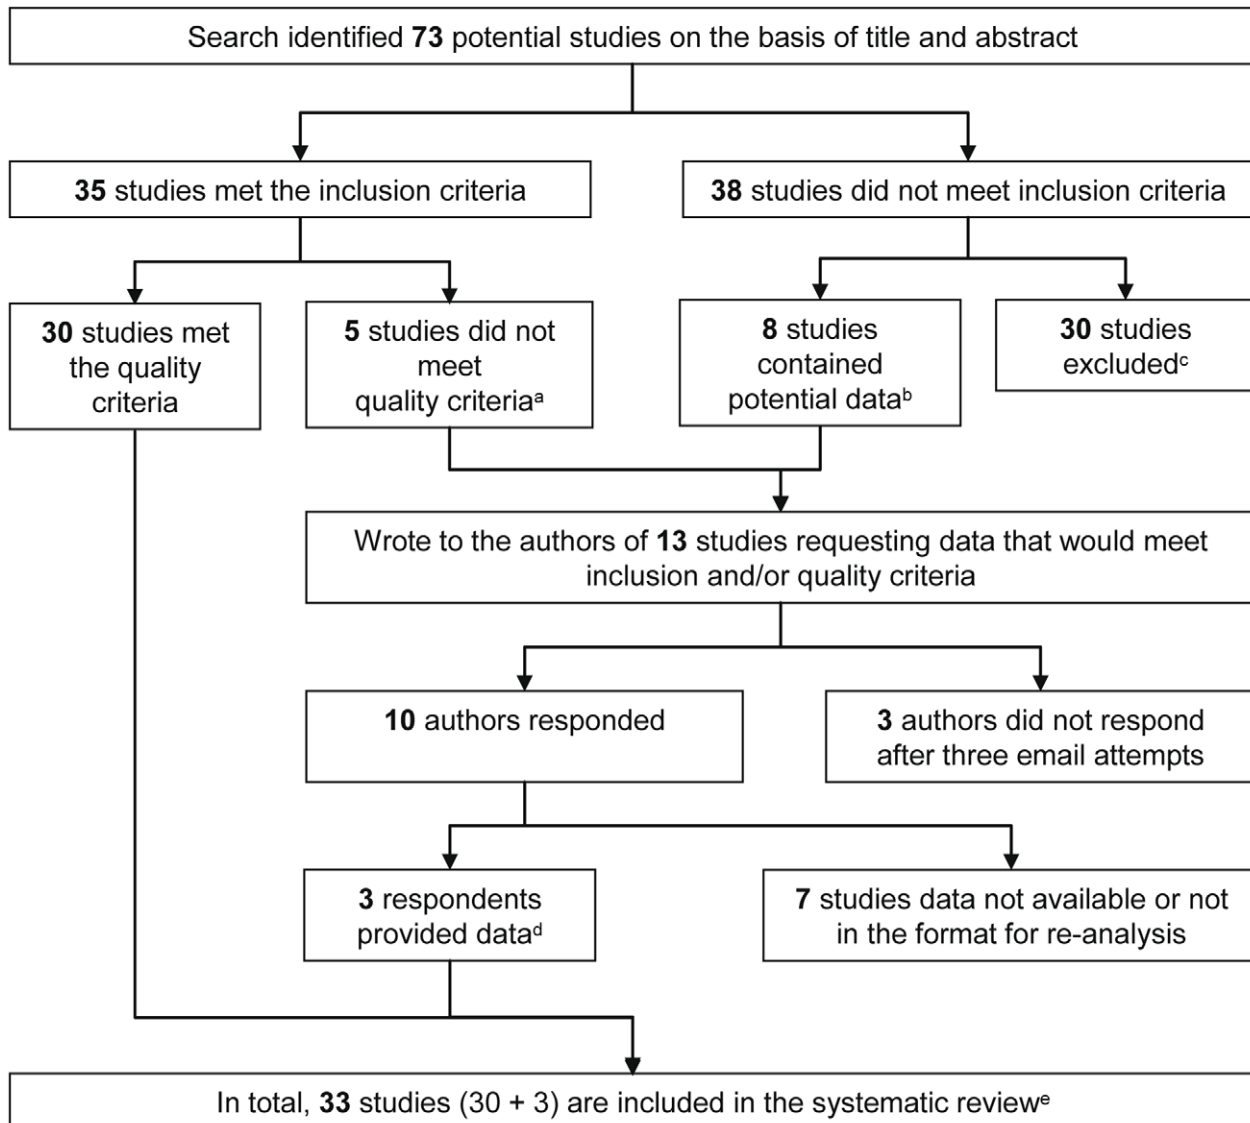 Search identified 73 potential studies on the basis of title and abstract
35 studies met the inclusion criteria
38 studies did not meet inclusion criteria
30 studies met
the quality
criteria
5 studies did not
meet
quality criteriaᵃ
8 studies
contained
potential dataᵇ
30 studies
excludedᶜ
Wrote to the authors of 13 studies requesting data that would meet
inclusion and/or quality criteria
10 authors responded
3 authors did not respond
after three email attempts
3 respondents
provided dataᵈ
7 studies data not available or not
in the format for re-analysis
In total, 33 studies (30 + 3) are included in the systematic reviewᵉ